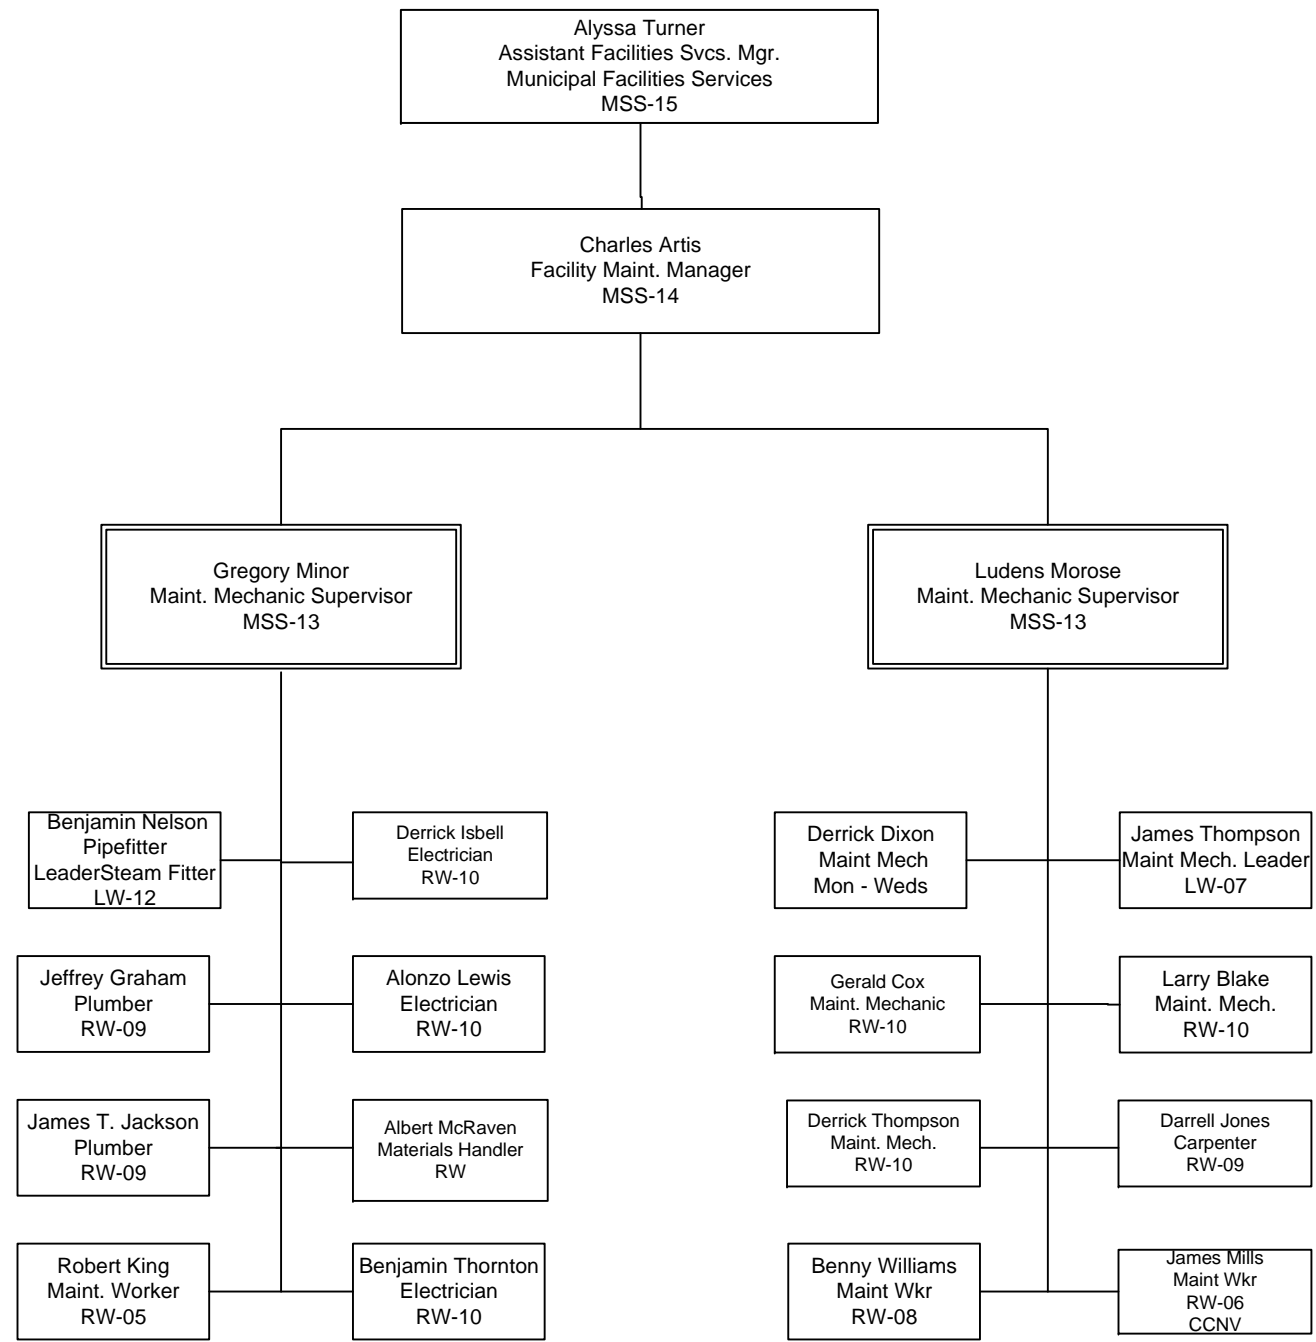 Alyssa Turner
Assistant Facilities Svcs. Mgr.
Municipal Facilities Services
MSS-15
Charles Artis
Facility Maint. Manager
MSS-14
Gregory Minor
Maint. Mechanic Supervisor
MSS-13
Ludens Morose
Maint. Mechanic Supervisor
MSS-13
Benjamin Nelson
Pipefitter
LeaderSteam Fitter
LW-12
Derrick Isbell
Electrician
RW-10
Derrick Dixon
Maint Mech
Mon - Weds
James Thompson
Maint Mech. Leader
LW-07
Jeffrey Graham
Plumber
RW-09
Alonzo Lewis
Electrician
RW-10
Gerald Cox
Maint. Mechanic
RW-10
Larry Blake
Maint. Mech.
RW-10
James T. Jackson
Plumber
RW-09
Albert McRaven
Materials Handler
RW
Derrick Thompson
Maint. Mech.
RW-10
Darrell Jones
Carpenter
RW-09
Robert King
Maint. Worker
RW-05
Benjamin Thornton
Electrician
RW-10
Benny Williams
Maint Wkr
RW-08
James Mills
Maint Wkr
RW-06
CCNV